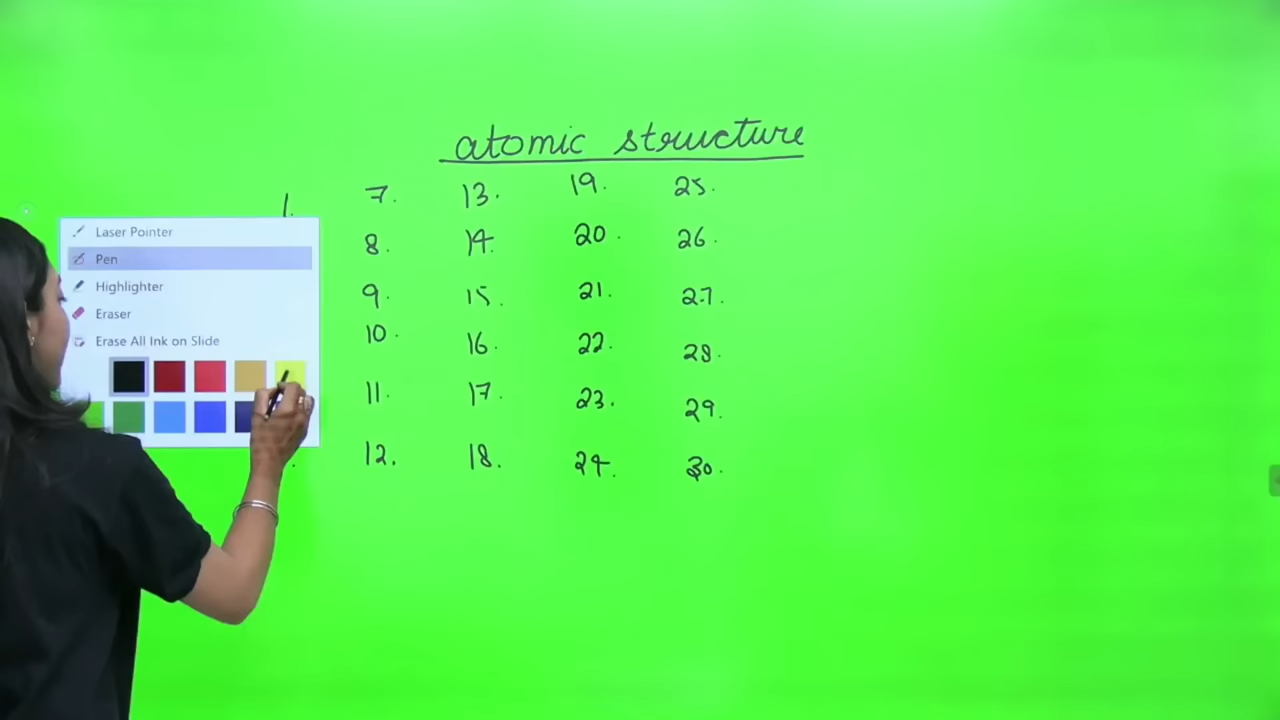 atomic structure
1. 7. 13. 19. 25.
8. 14. 20. 26.
9. 15. 21. 27.
10. 16. 22. 28.
11. 17. 23. 29.
12. 18. 24. 30.
Laser Pointer
Pen
Highlighter
Eraser
Erase All Ink on Slide